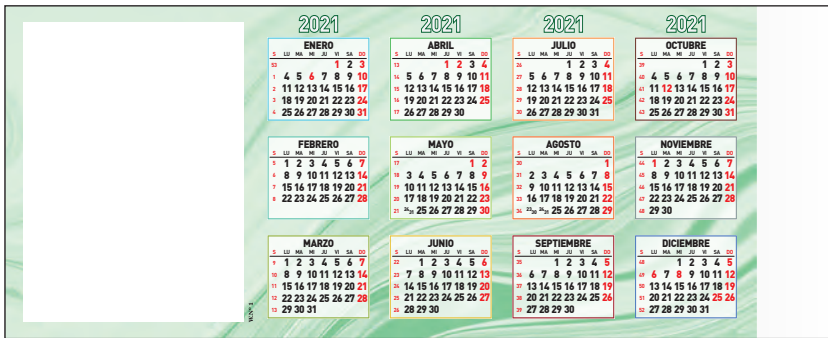 2021
ENERO
S LU MA MI JU VI SA DO
53 1 2 3
1 4 5 6 7 8 9 10
2 11 12 13 14 15 16 17
3 18 19 20 21 22 23 24
4 25 26 27 28 29 30 31
FEBRERO
S LU MA MI JU VI SA DO
5 1 2 3 4 5 6 7
6 8 9 10 11 12 13 14
7 15 16 17 18 19 20 21
8 22 23 24 25 26 27 28
MARZO
S LU MA MI JU VI SA DO
9 1 2 3 4 5 6 7
10 8 9 10 11 12 13 14
11 15 16 17 18 19 20 21
12 22 23 24 25 26 27 28
13 29 30 31
2021
ABRIL
S LU MA MI JU VI SA DO
13 1 2 3 4
14 5 6 7 8 9 10 11
15 12 13 14 15 16 17 18
16 19 20 21 22 23 24 25
17 26 27 28 29 30
MAYO
S LU MA MI JU VI SA DO
17 1 2
18 3 4 5 6 7 8 9
19 10 11 12 13 14 15 16
20 17 18 19 20 21 22 23
21 24/31 25 26 27 28 29 30
JUNIO
S LU MA MI JU VI SA DO
22 1 2 3 4 5 6
23 7 8 9 10 11 12 13
24 14 15 16 17 18 19 20
25 21 22 23 24 25 26 27
26 28 29 30
2021
JULIO
S LU MA MI JU VI SA DO
26 1 2 3 4
27 5 6 7 8 9 10 11
28 12 13 14 15 16 17 18
29 19 20 21 22 23 24 25
30 26 27 28 29 30 31
AGOSTO
S LU MA MI JU VI SA DO
30 1
31 2 3 4 5 6 7 8
32 9 10 11 12 13 14 15
33 16 17 18 19 20 21 22
34 23/30 24/31 25 26 27 28 29
SEPTIEMBRE
S LU MA MI JU VI SA DO
35 1 2 3 4 5
36 6 7 8 9 10 11 12
37 13 14 15 16 17 18 19
38 20 21 22 23 24 25 26
39 27 28 29 30
2021
OCTUBRE
S LU MA MI JU VI SA DO
39 1 2 3
40 4 5 6 7 8 9 10
41 11 12 13 14 15 16 17
42 18 19 20 21 22 23 24
43 25 26 27 28 29 30 31
NOVIEMBRE
S LU MA MI JU VI SA DO
44 1 2 3 4 5 6 7
45 8 9 10 11 12 13 14
46 15 16 17 18 19 20 21
47 22 23 24 25 26 27 28
48 29 30
DICIEMBRE
S LU MA MI JU VI SA DO
48 1 2 3 4 5
49 6 7 8 9 10 11 12
50 13 14 15 16 17 18 19
51 20 21 22 23 24 25 26
52 27 28 29 30 31